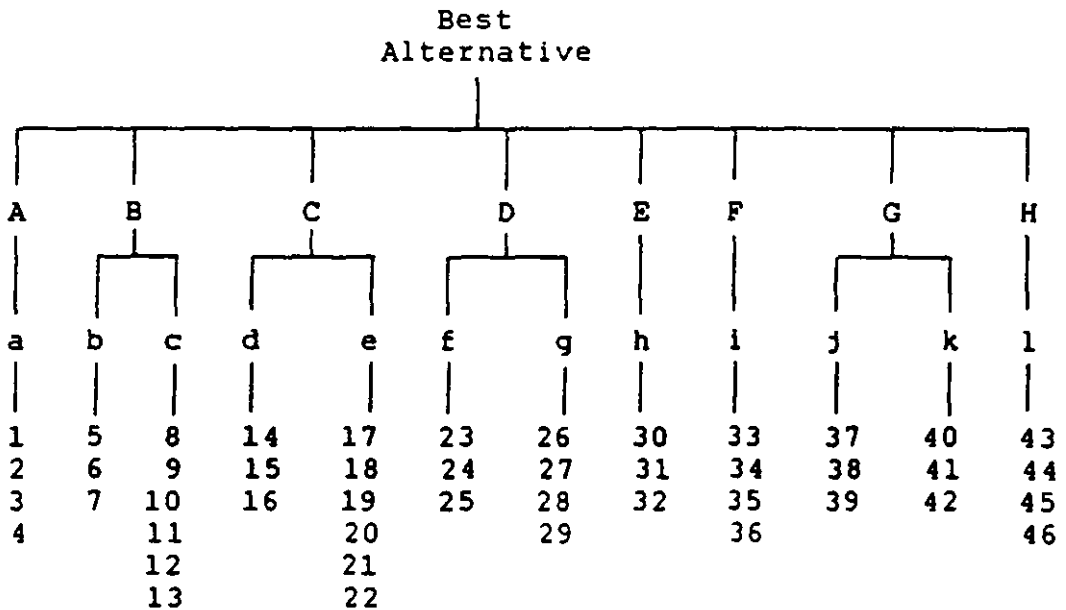 Best
Alternative
A B C D E F G H
a b c d e f g h i j k l
1 5 8 14 17 23 26 30 33 37 40 43
2 6 9 15 18 24 27 31 34 38 41 44
3 7 10 16 19 25 28 32 35 39 42 45
4 11 20 29 36 46
12 21
13 22